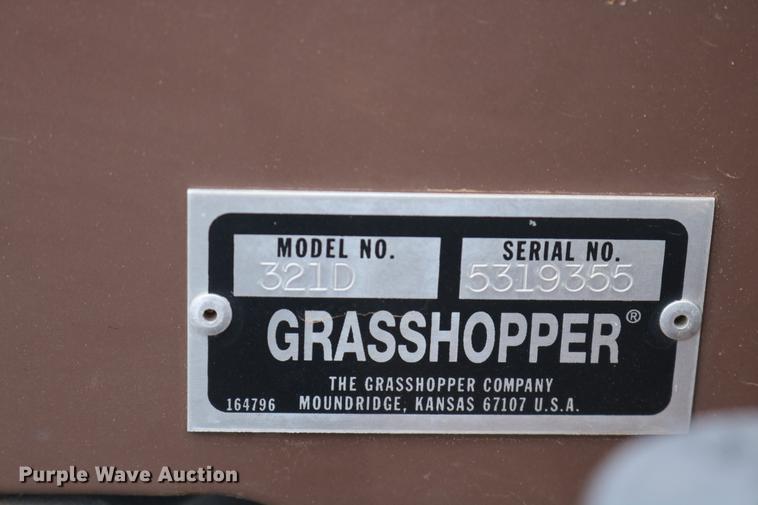 MODEL NO. SERIAL NO.
321D 5319355
GRASSHOPPER®
THE GRASSHOPPER COMPANY
164796 MOUNDRIDGE, KANSAS 67107 U.S.A.
Purple Wave Auction